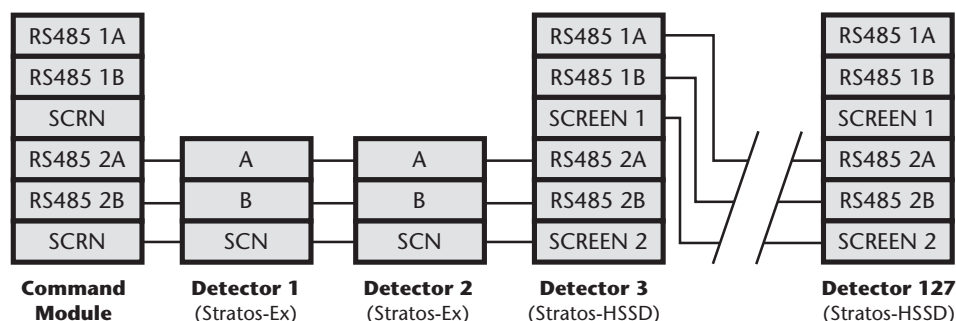 RS485 1A
RS485 1B
SCRN
RS485 2A
RS485 2B
SCRN
Command
Module
A
B
SCN
Detector 1
(Stratos-Ex)
A
B
SCN
Detector 2
(Stratos-Ex)
RS485 1A
RS485 1B
SCREEN 1
RS485 2A
RS485 2B
SCREEN 2
Detector 3
(Stratos-HSSD)
RS485 1A
RS485 1B
SCREEN 1
RS485 2A
RS485 2B
SCREEN 2
Detector 127
(Stratos-HSSD)